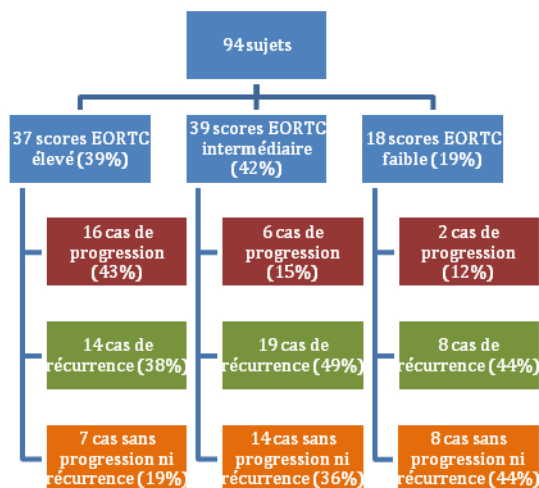 94 sujets
37 scores EORTC
élevé (39%)
39 scores EORTC
intermédiaire
(42%)
18 scores EORTC
faible (19%)
16 cas de
progression
(43%)
6 cas de
progression
(15%)
2 cas de
progression
(12%)
14 cas de
récurrence (38%)
19 cas de
récurrence (49%)
8 cas de
récurrence (44%)
7 cas sans
progression ni
récurrence (19%)
14 cas sans
progression ni
récurrence (36%)
8 cas sans
progression ni
récurrence (44%)